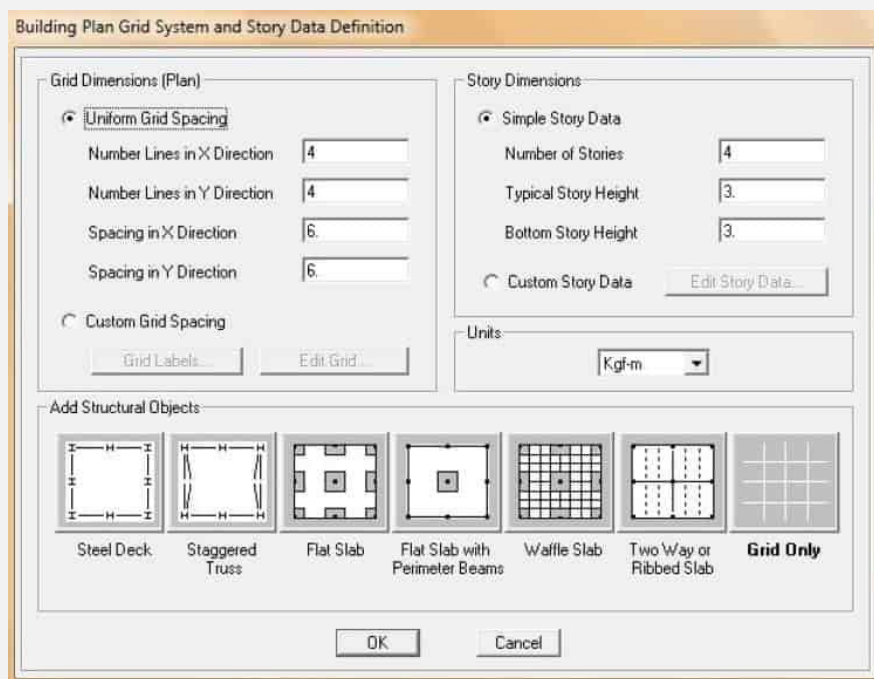 Building Plan Grid System and Story Data Definition
Grid Dimensions (Plan)
Uniform Grid Spacing
Number Lines in X Direction 4
Number Lines in Y Direction 4
Spacing in X Direction 6.
Spacing in Y Direction 6.
Custom Grid Spacing
Grid Labels... Edit Grid....
Story Dimensions
Simple Story Data
Number of Stories 4
Typical Story Height 3.
Bottom Story Height 3.
Custom Story Data Edit Story Data...
Units
Kgf-m
Add Structural Objects
Steel Deck
Staggered
Truss
Flat Slab
Flat Slab with
Perimeter Beams
Waffle Slab
Two Way or
Ribbed Slab
Grid Only
OK Cancel